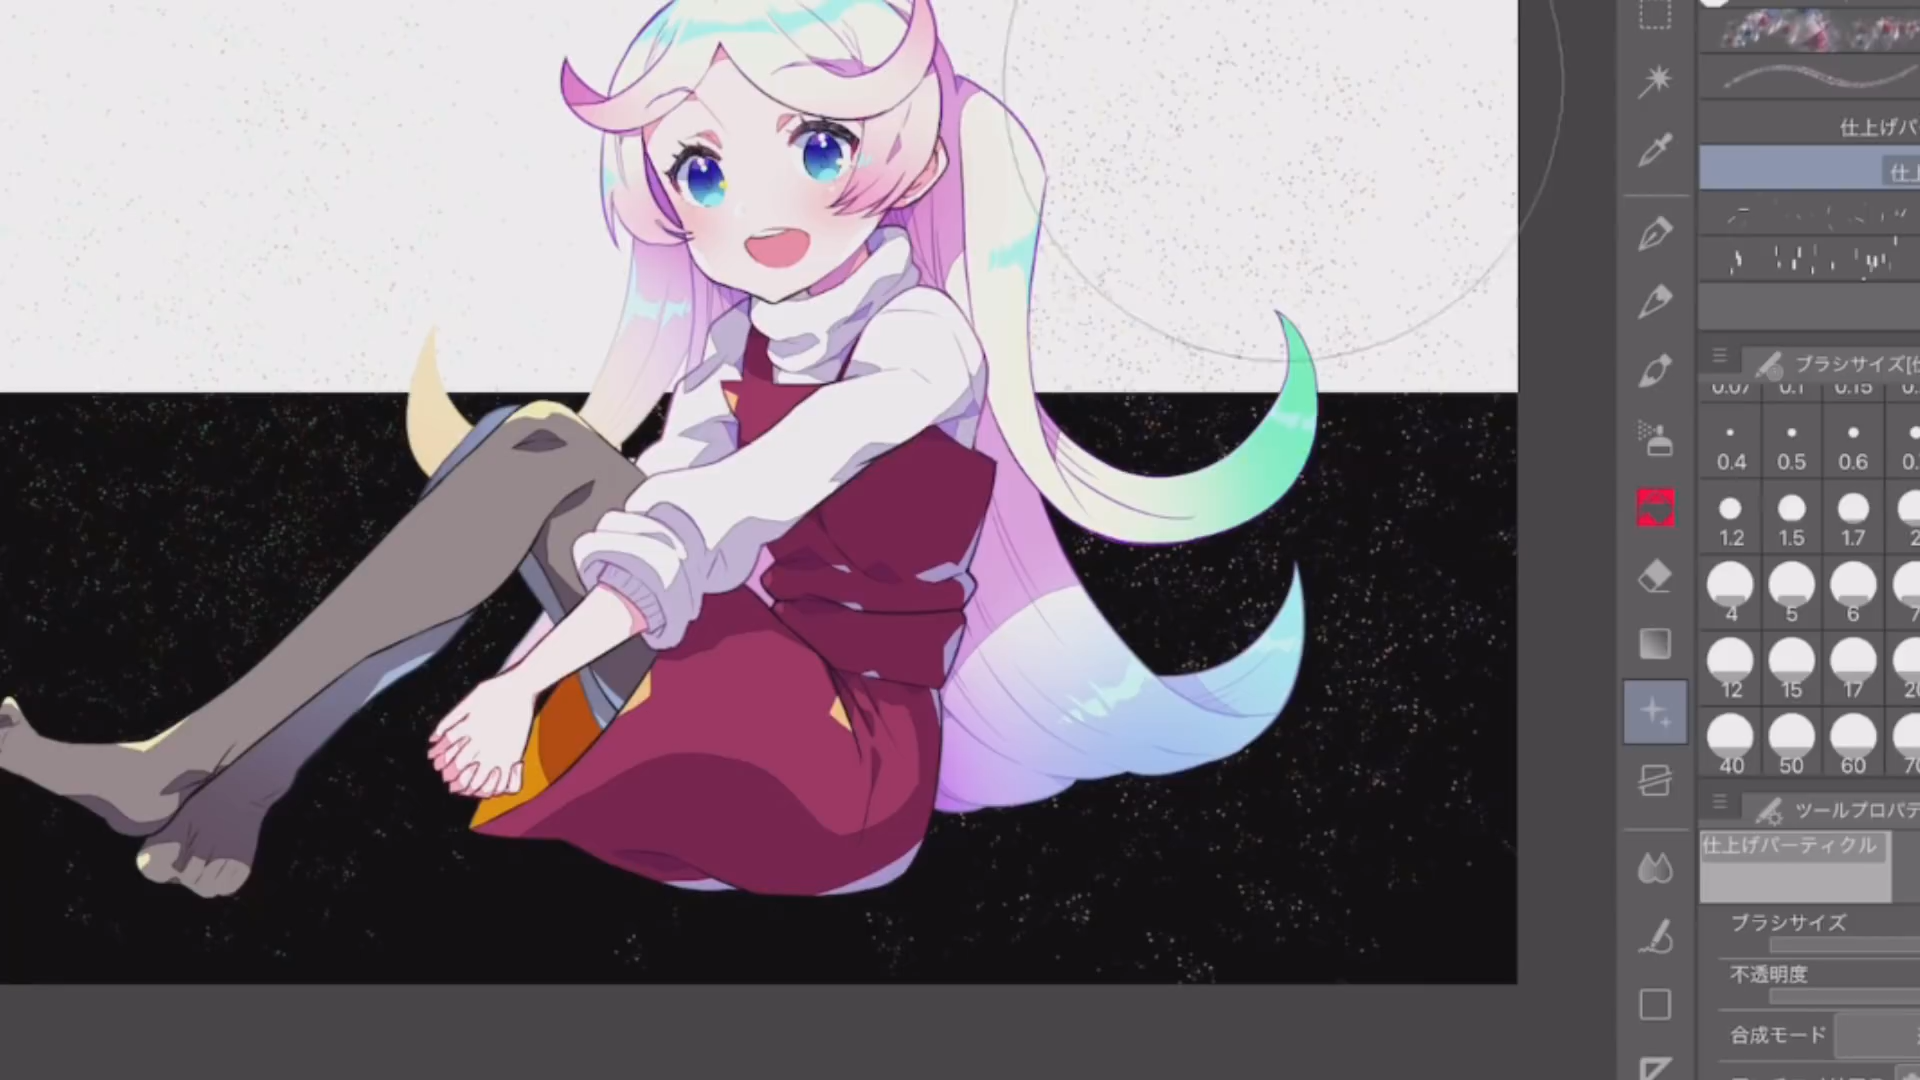 仕上げパ
仕上
ブラシサイズ[仕
0.07 0.1 0.15
0.4 0.5 0.6
1.2 1.5 1.7
4 5 6
12 15 17
40 50 60
ツールプロパテ
仕上げパーティクル
ブラシサイズ
不透明度
合成モード